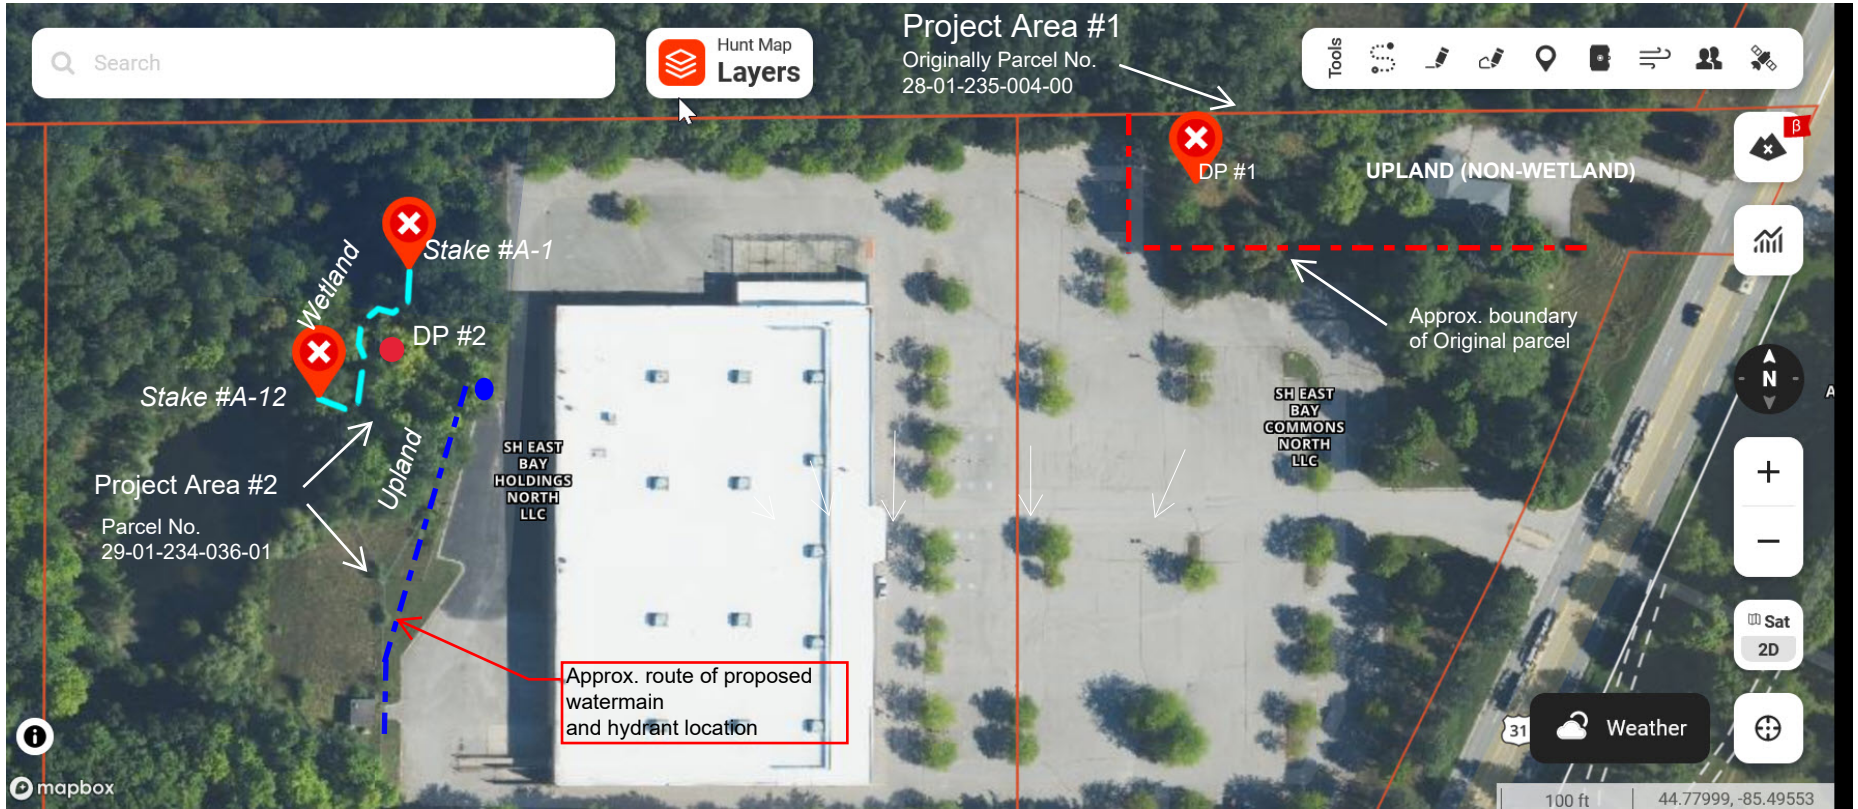 Search
Hunt Map
Layers
Project Area #1
Originally Parcel No.
28-01-235-004-00
Tools
β
DP #1
UPLAND (NON-WETLAND)
Stake #A-1
Wetland
DP #2
Approx. boundary
of Original parcel
N
A
Stake #A-12
SH EAST
BAY
COMMONS
NORTH
LLC
Upland
SH EAST
BAY
HOLDINGS
NORTH
LLC
Project Area #2
Parcel No.
29-01-234-036-01
+
−
Sat
2D
Approx. route of proposed
watermain
and hydrant location
31
Weather
mapbox
100 ft
44.77999, -85.49553